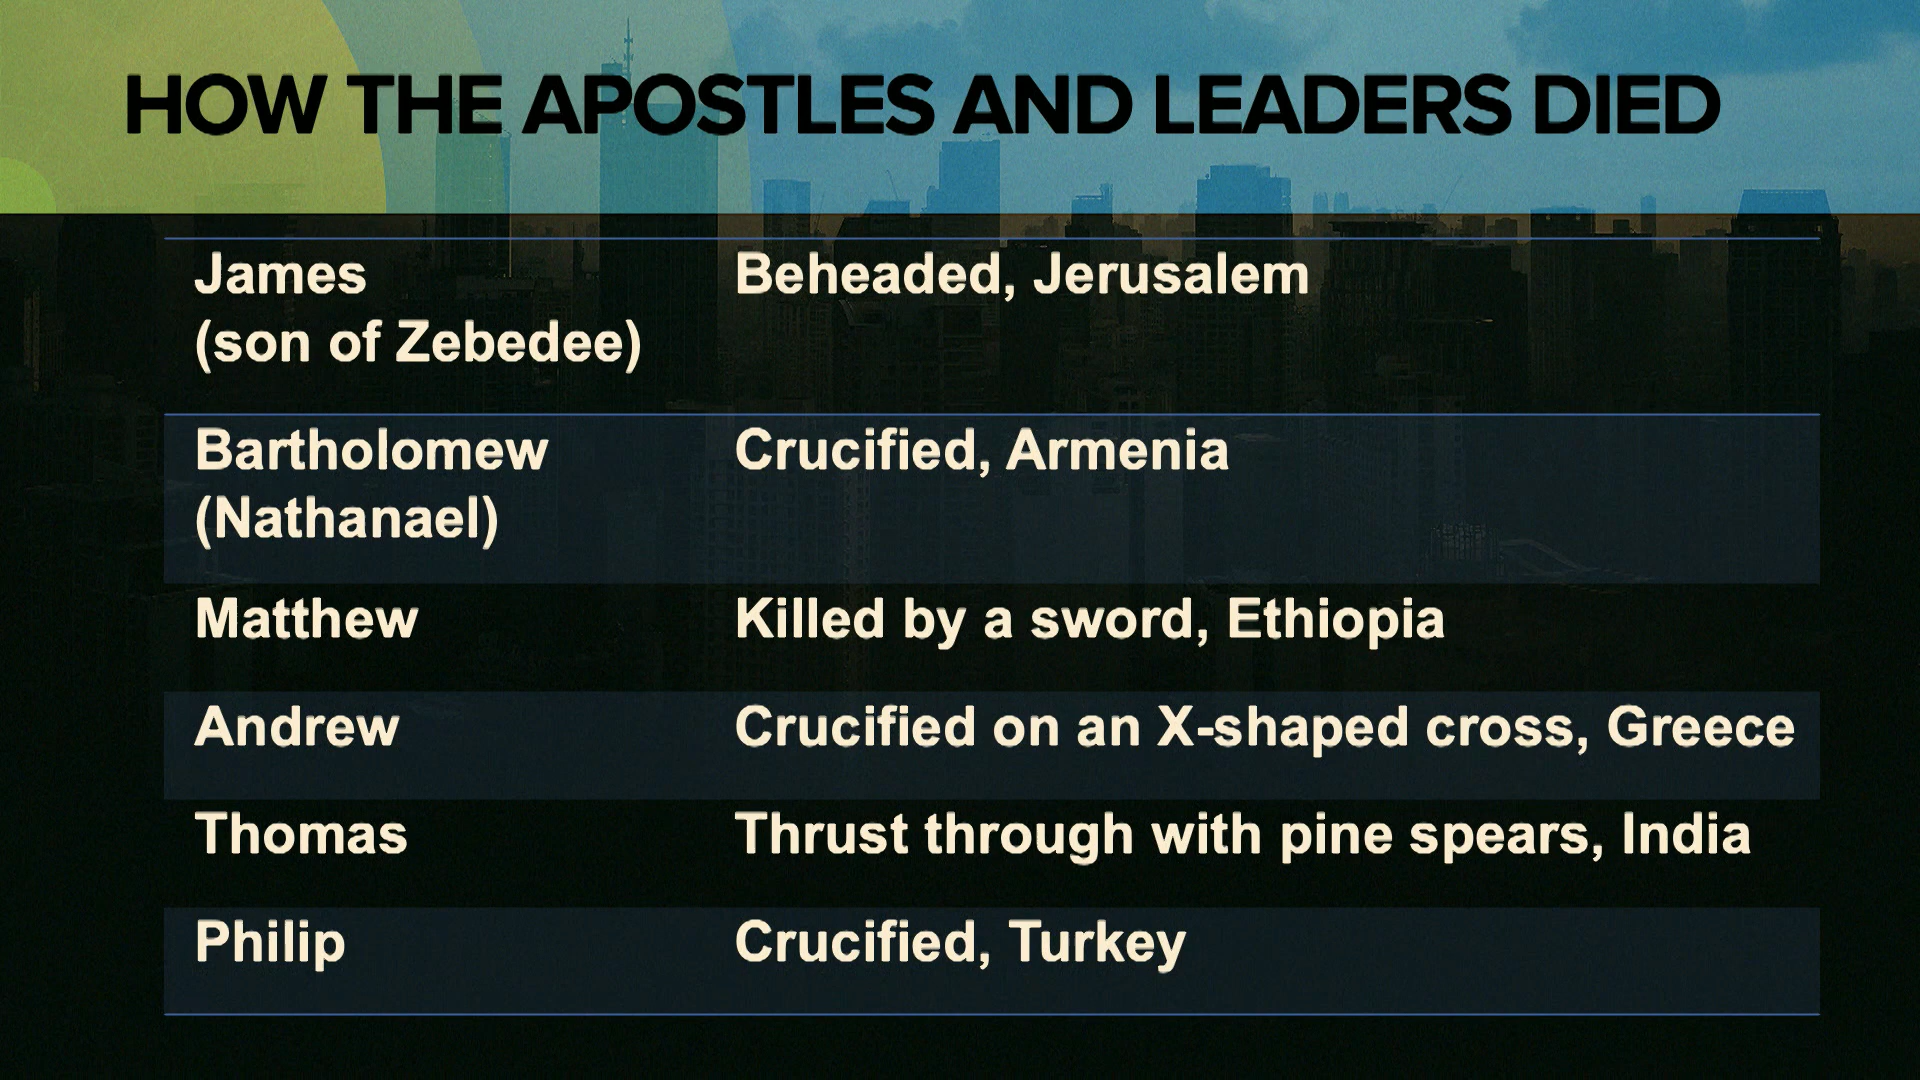 HOW THE APOSTLES AND LEADERS DIED
James Beheaded, Jerusalem
(son of Zebedee)
Bartholomew Crucified, Armenia
(Nathanael)
Matthew Killed by a sword, Ethiopia
Andrew Crucified on an X-shaped cross, Greece
Thomas Thrust through with pine spears, India
Philip Crucified, Turkey